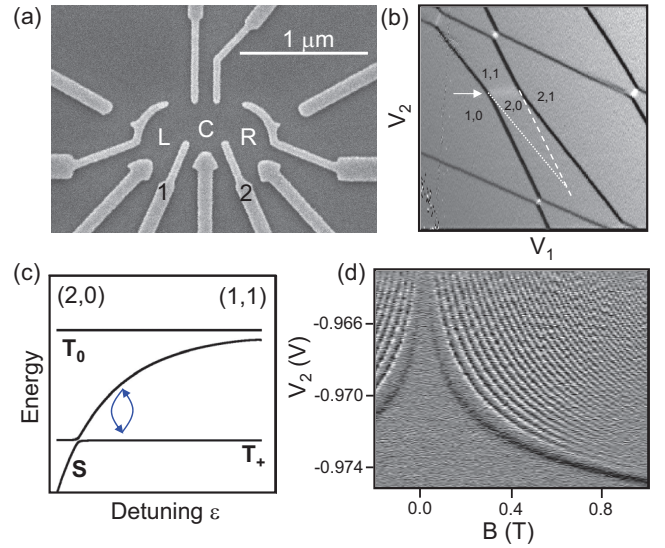 (a)
1 μm
L
C
R
1
2
(b)
V2
1,1
2,1
2,0
1,0
V1
(c)
(2,0)
(1,1)
T0
S
T+
Energy
Detuning ε
(d)
V2 (V)
-0.966
-0.970
-0.974
0.0
0.4
0.8
B (T)